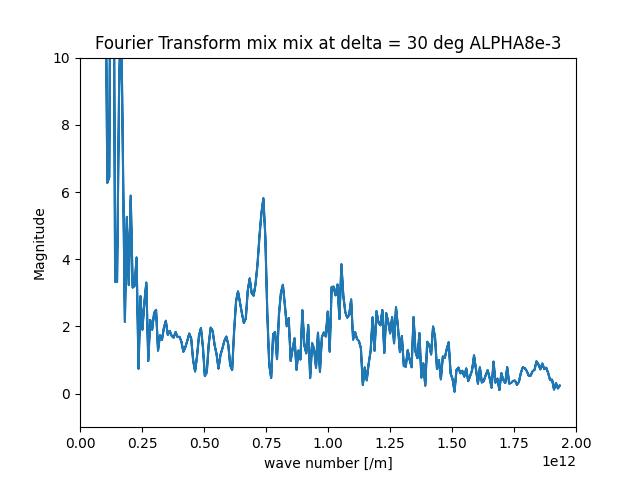 Fourier Transform mix mix at delta = 30 deg ALPHA8e-3
10
8
6
4
2
0
Magnitude
0.00 0.25 0.50 0.75 1.00 1.25 1.50 1.75 2.00
wave number [/m]
1e12